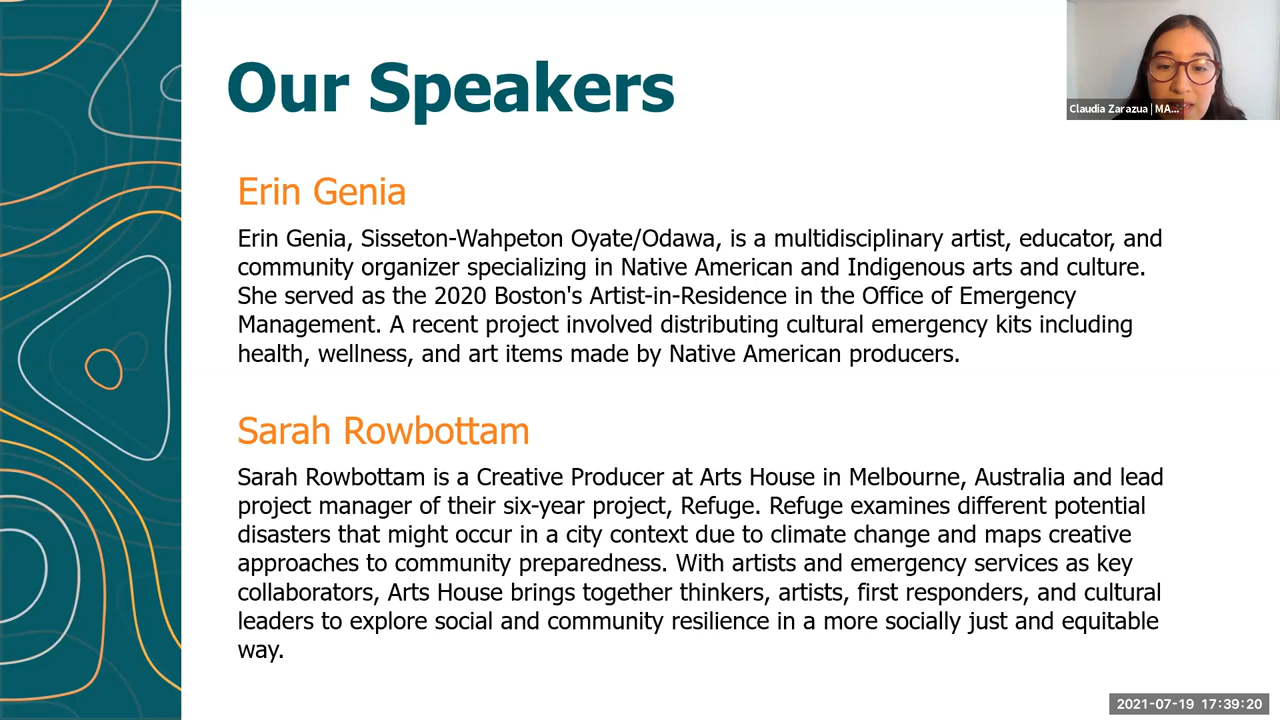 Our Speakers
Claudia Zarazua | MA...
Erin Genia
Erin Genia, Sisseton-Wahpeton Oyate/Odawa, is a multidisciplinary artist, educator, and
community organizer specializing in Native American and Indigenous arts and culture.
She served as the 2020 Boston's Artist-in-Residence in the Office of Emergency
Management. A recent project involved distributing cultural emergency kits including
health, wellness, and art items made by Native American producers.
Sarah Rowbottam
Sarah Rowbottam is a Creative Producer at Arts House in Melbourne, Australia and lead
project manager of their six-year project, Refuge. Refuge examines different potential
disasters that might occur in a city context due to climate change and maps creative
approaches to community preparedness. With artists and emergency services as key
collaborators, Arts House brings together thinkers, artists, first responders, and cultural
leaders to explore social and community resilience in a more socially just and equitable
way.
2021-07-19 17:39:20